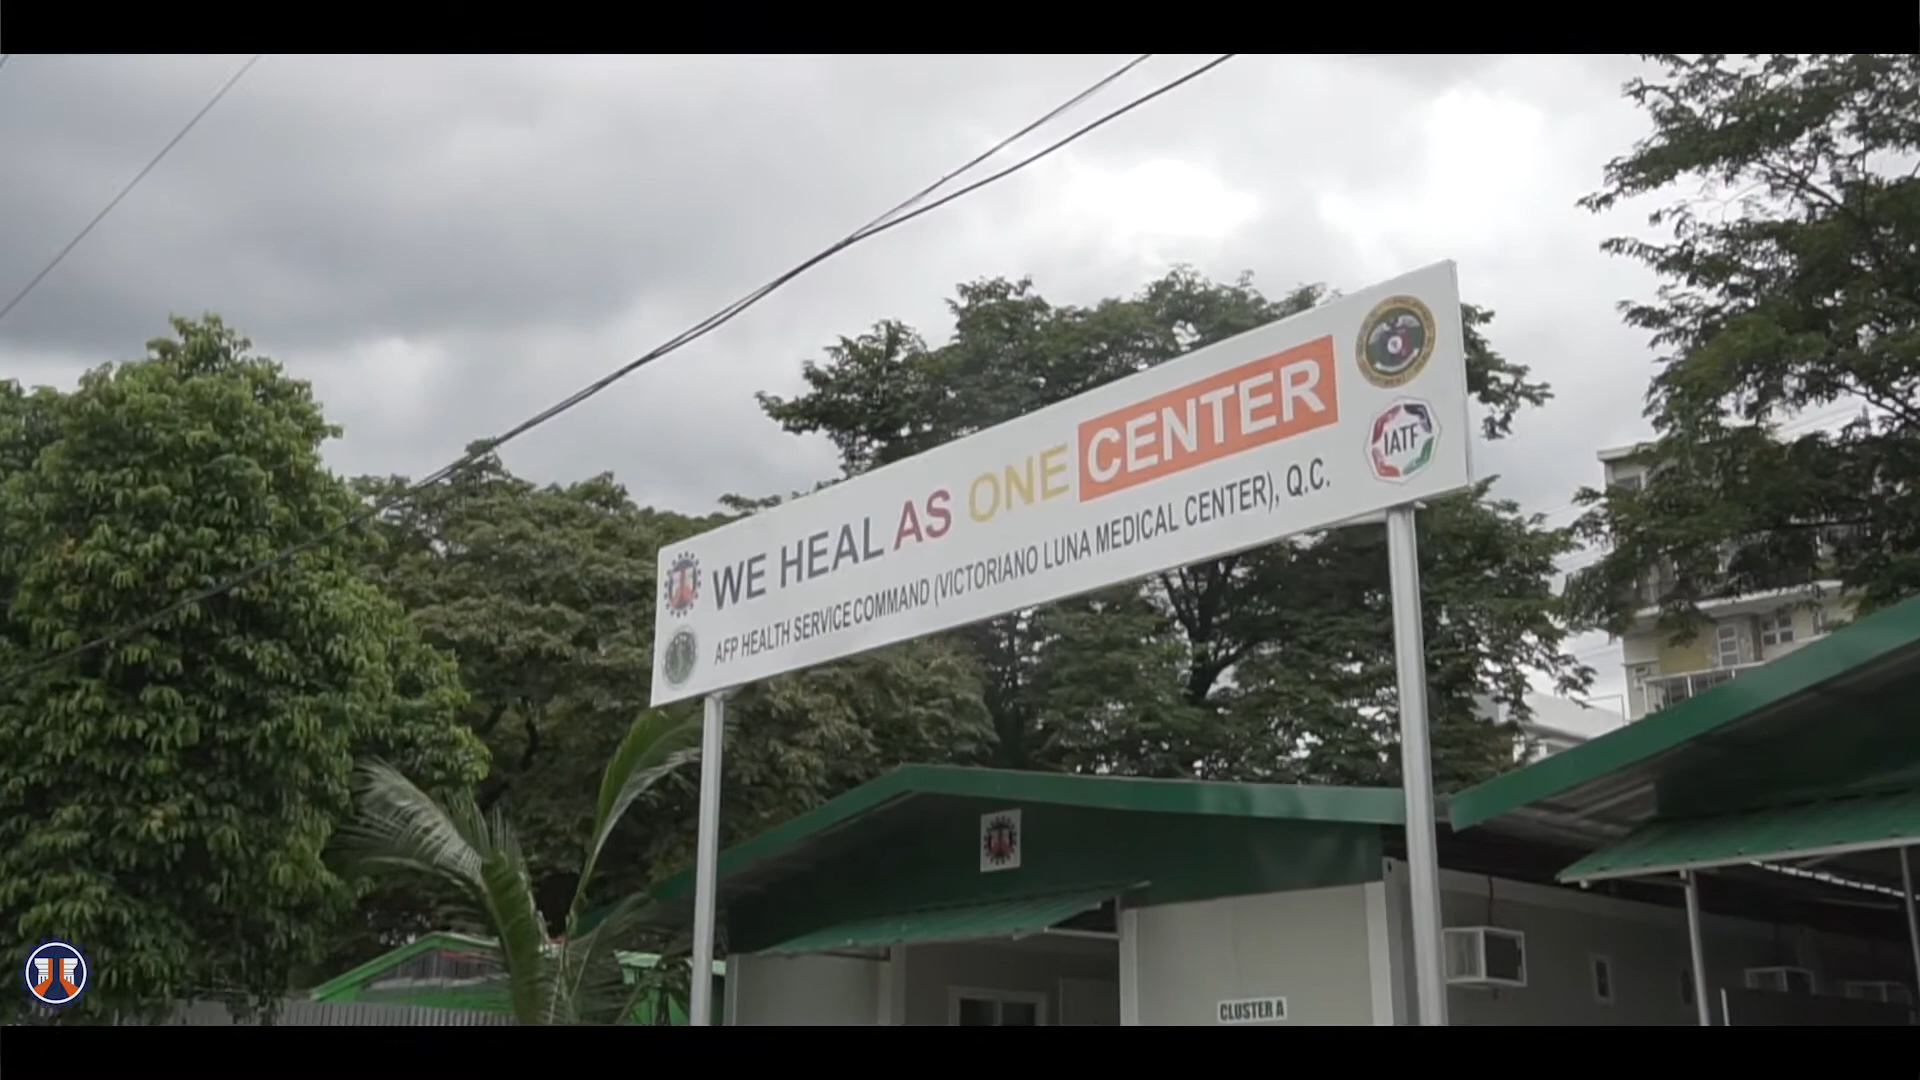 WE HEAL AS ONE CENTER
AFP HEALTH SERVICE COMMAND (VICTORIANO LUNA MEDICAL CENTER), Q.C.
IATF
CLUSTER A